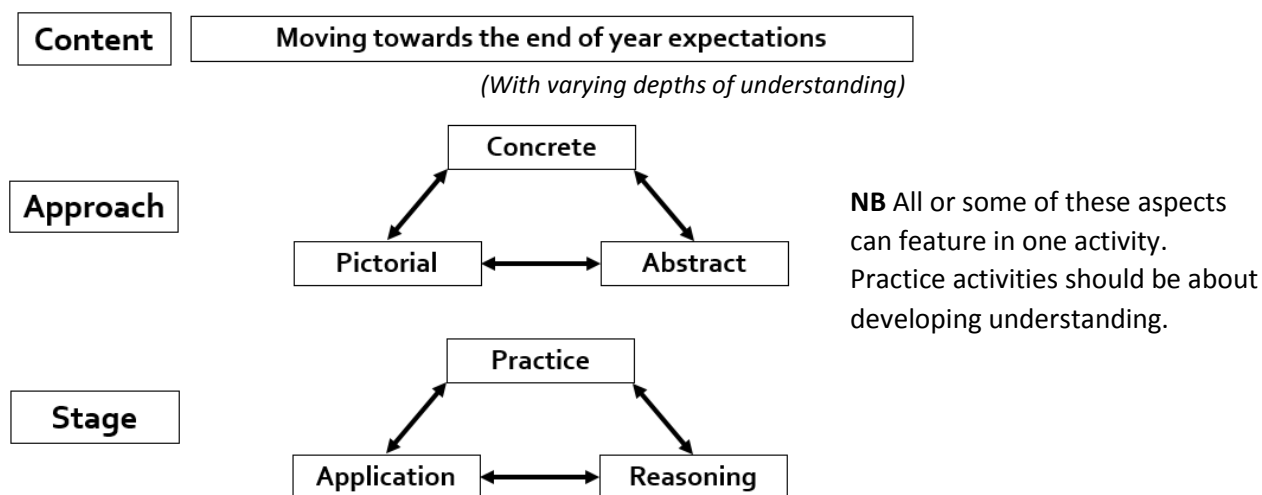 Content
Moving towards the end of year expectations
(With varying depths of understanding)
Approach
Concrete
Pictorial
Abstract
NB All or some of these aspects
can feature in one activity.
Practice activities should be about
developing understanding.
Stage
Practice
Application
Reasoning